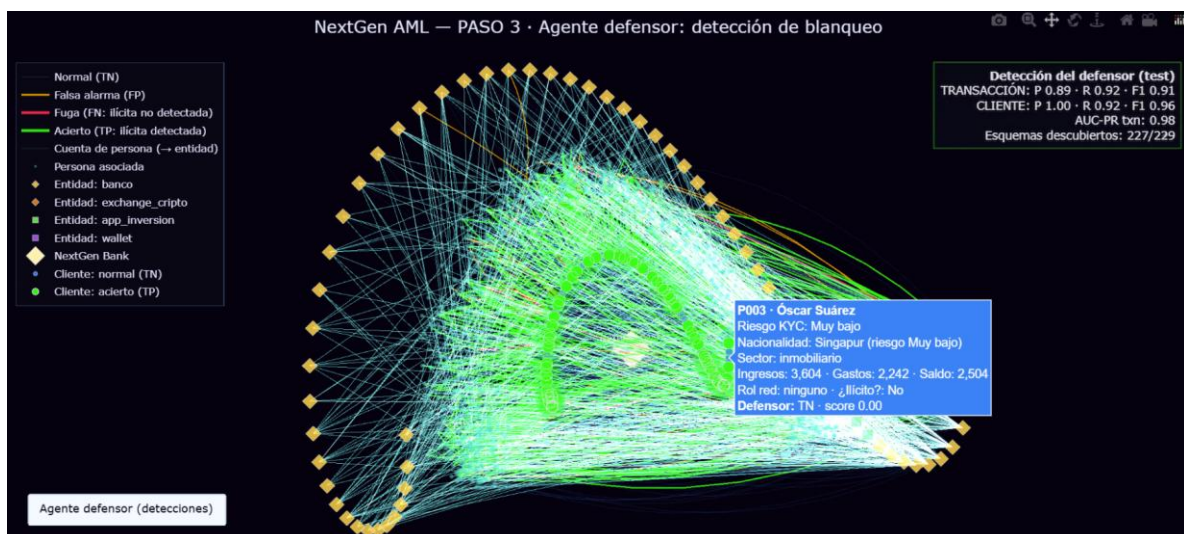 NextGen AML — PASO 3 · Agente defensor: detección de blanqueo
Normal (TN)
Falsa alarma (FP)
Fuga (FN: ilícita no detectada)
Acierto (TP: ilícita detectada)
Cuenta de persona (→ entidad)
Persona asociada
Entidad: banco
Entidad: exchange_cripto
Entidad: app_inversion
Entidad: wallet
NextGen Bank
Cliente: normal (TN)
Cliente: acierto (TP)
Detección del defensor (test)
TRANSACCIÓN: P 0.89 · R 0.92 · F1 0.91
CLIENTE: P 1.00 · R 0.92 · F1 0.96
AUC-PR txn: 0.98
Esquemas descubiertos: 227/229
P003 · Óscar Suárez
Riesgo KYC: Muy bajo
Nacionalidad: Singapur (riesgo Muy bajo)
Sector: inmobiliario
Ingresos: 3,604 · Gastos: 2,242 · Saldo: 2,504
Rol red: ninguno · ¿Ilícito?: No
Defensor: TN · score 0.00
Agente defensor (detecciones)